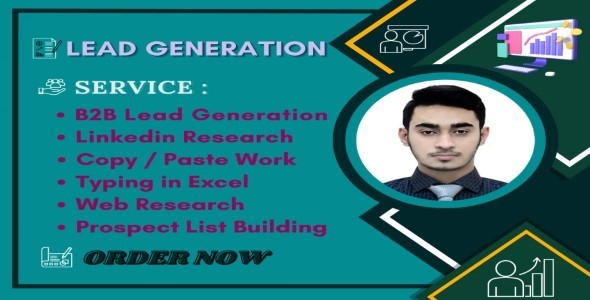 LEAD GENERATION
SERVICE :
• B2B Lead Generation
• Linkedin Research
• Copy / Paste Work
• Typing in Excel
• Web Research
• Prospect List Building
ORDER NOW